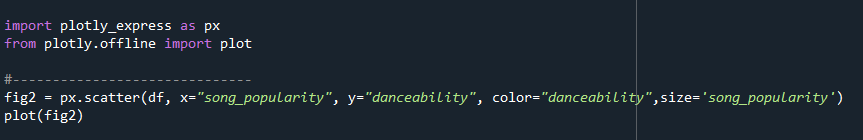 import plotly_express as px
from plotly.offline import plot
#------------------------------
fig2 = px.scatter(df, x="song_popularity", y="danceability", color="danceability",size='song_popularity')
plot(fig2)